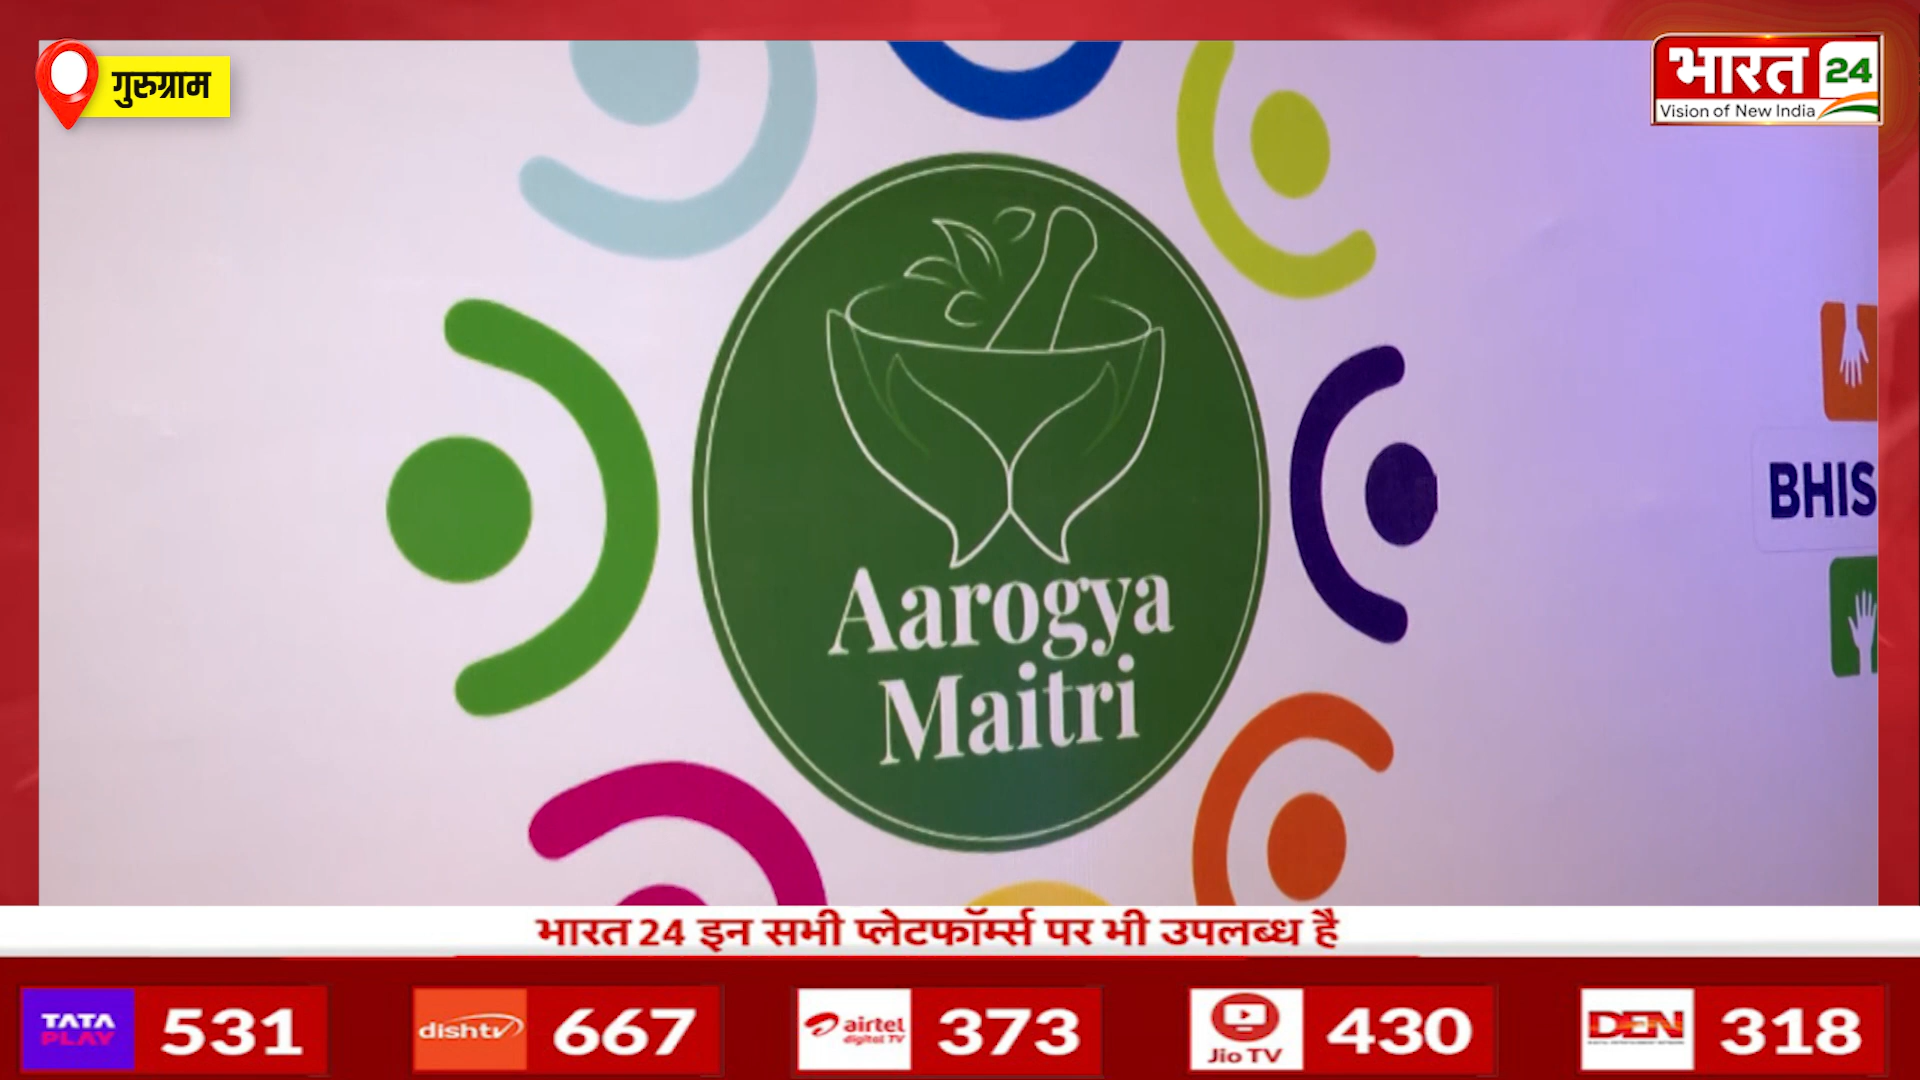 गुरुग्राम
भारत 24
Vision of New India
Aarogya
Maitri
BHIS
भारत 24 इन सभी प्लेटफॉर्म्स पर भी उपलब्ध है
TATA
PLAY
531
dishtv
667
airtel
digital TV
373
Jio TV
430
DEN
318